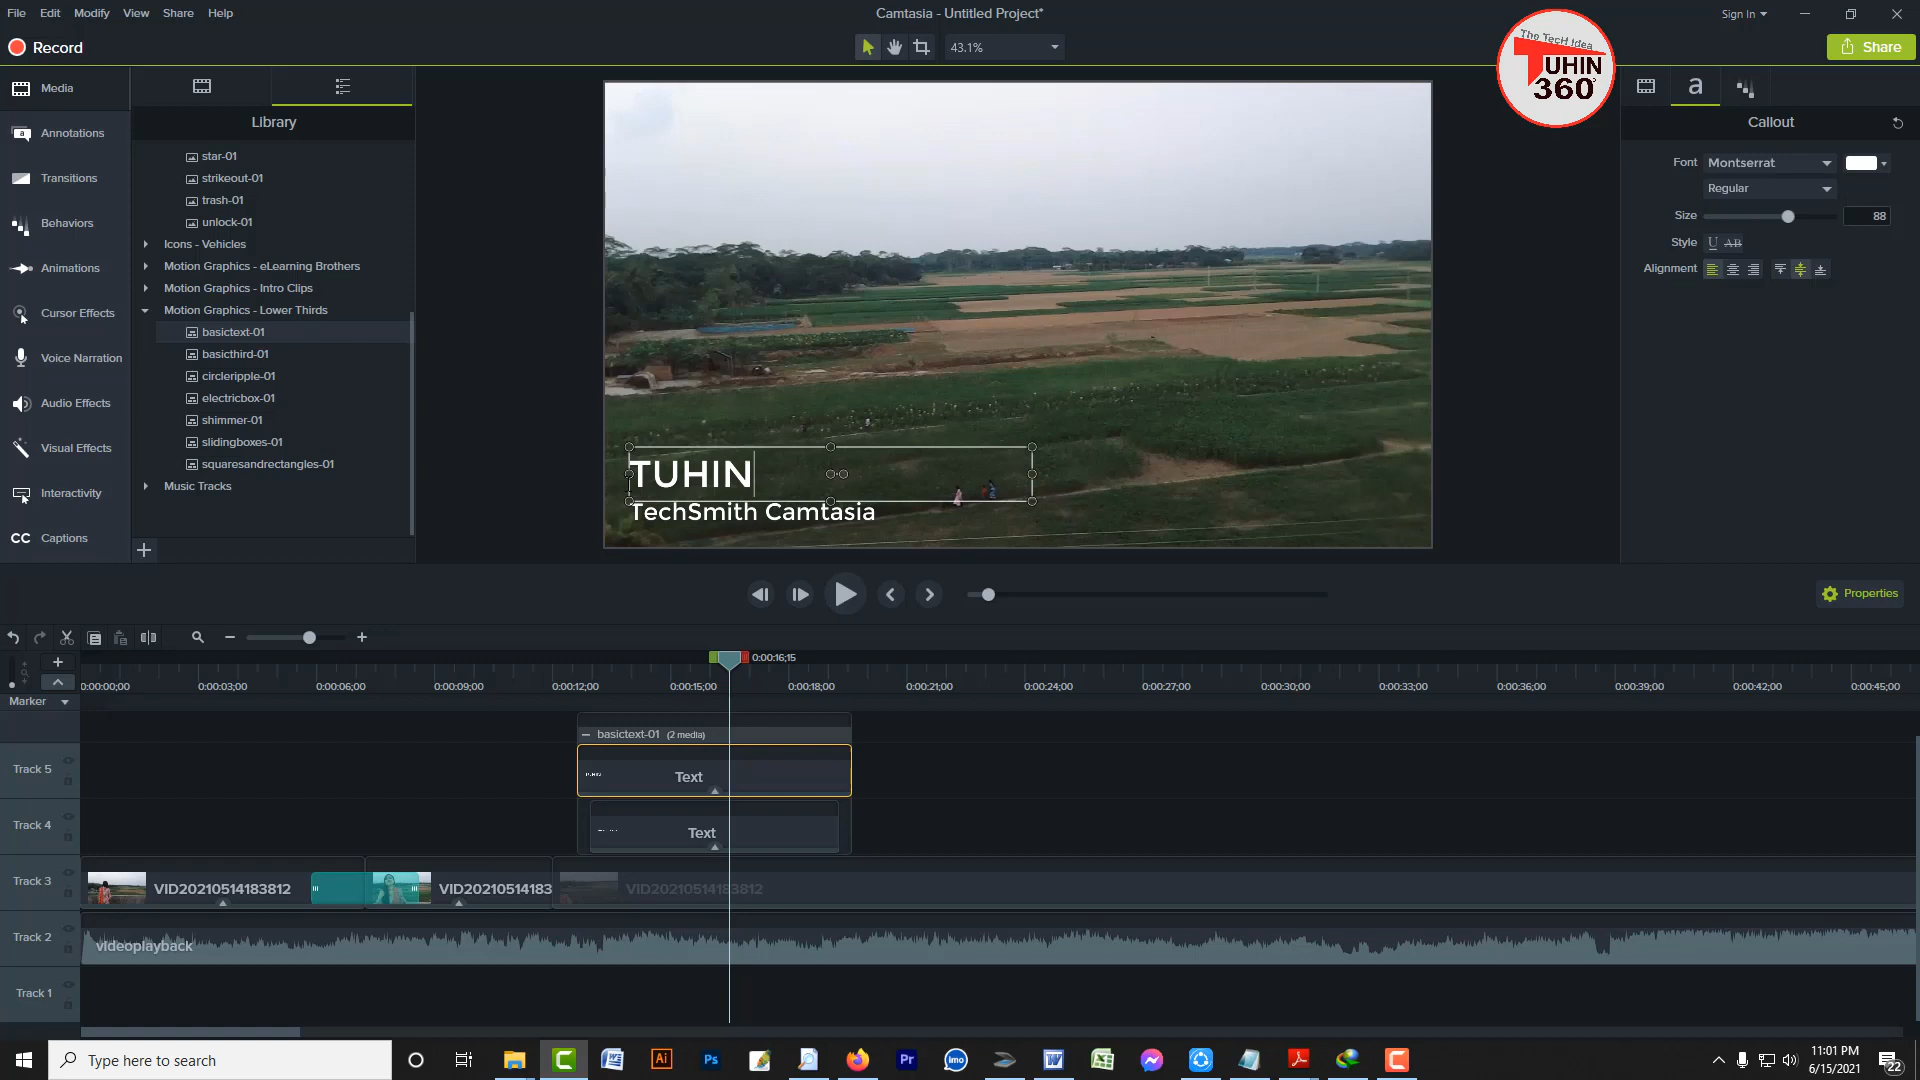 File Edit Modify View Share Help
Camtasia - Untitled Project*
Sign In
Record
43.1%
Share
The TecH Idea
TUHIN
360°
Media
Annotations
Transitions
Behaviors
Animations
Cursor Effects
Voice Narration
Audio Effects
Visual Effects
Interactivity
CC Captions
Library
star-01
strikeout-01
trash-01
unlock-01
Icons - Vehicles
Motion Graphics - eLearning Brothers
Motion Graphics - Intro Clips
Motion Graphics - Lower Thirds
basictext-01
basicthird-01
circleripple-01
electricbox-01
shimmer-01
slidingboxes-01
squaresandrectangles-01
Music Tracks
TUHIN
TechSmith Camtasia
a
Callout
Font Montserrat
Regular
Size 88
Style U AB
Alignment
Properties
0:00:16;15
0:00:00;00 0:00:03;00 0:00:06;00 0:00:09;00 0:00:12;00 0:00:15;00 0:00:18;00 0:00:21;00 0:00:24;00 0:00:27;00 0:00:30;00 0:00:33;00 0:00:36;00 0:00:39;00 0:00:42;00 0:00:45;00
Marker
basictext-01 (2 media)
Track 5 Text
Track 4 Text
Track 3 VID20210514183812 VID20210514183 VID20210514183812
Track 2 videoplayback
Track 1
Type here to search
Ai Ps Pr imo
11:01 PM
6/15/2021
22